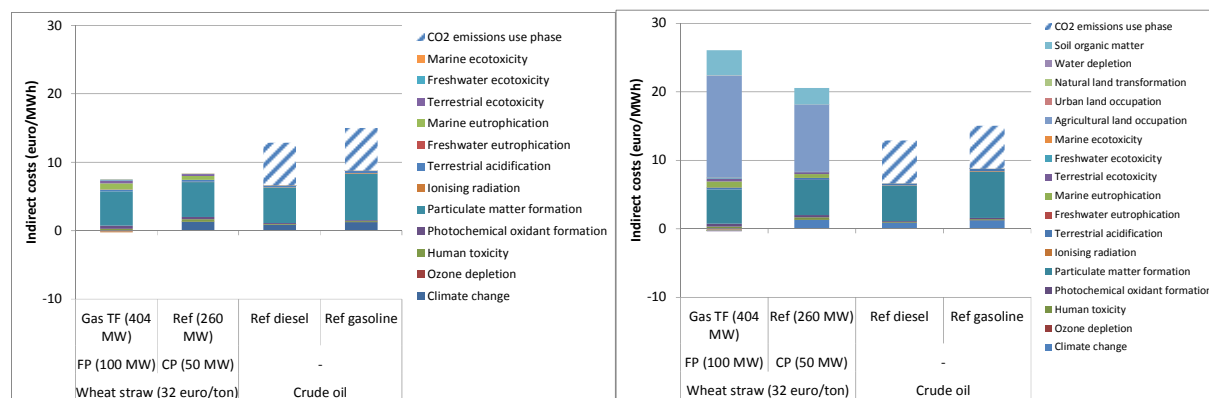 Indirect costs (euro/MWh)
30
20
10
0
-10
Gas TF (404 MW)
Ref (260 MW)
Ref diesel
Ref gasoline
FP (100 MW)
CP (50 MW)
-
Wheat straw (32 euro/ton)
Crude oil
CO2 emissions use phase
Marine ecotoxicity
Freshwater ecotoxicity
Terrestrial ecotoxicity
Marine eutrophication
Freshwater eutrophication
Terrestrial acidification
Ionising radiation
Particulate matter formation
Photochemical oxidant formation
Human toxicity
Ozone depletion
Climate change
Indirect costs (euro/MWh)
30
20
10
0
-10
Gas TF (404 MW)
Ref (260 MW)
Ref diesel
Ref gasoline
FP (100 MW)
CP (50 MW)
-
Wheat straw (32 euro/ton)
Crude oil
CO2 emissions use phase
Soil organic matter
Water depletion
Natural land transformation
Urban land occupation
Agricultural land occupation
Marine ecotoxicity
Freshwater ecotoxicity
Terrestrial ecotoxicity
Marine eutrophication
Freshwater eutrophication
Terrestrial acidification
Ionising radiation
Particulate matter formation
Photochemical oxidant formation
Human toxicity
Ozone depletion
Climate change